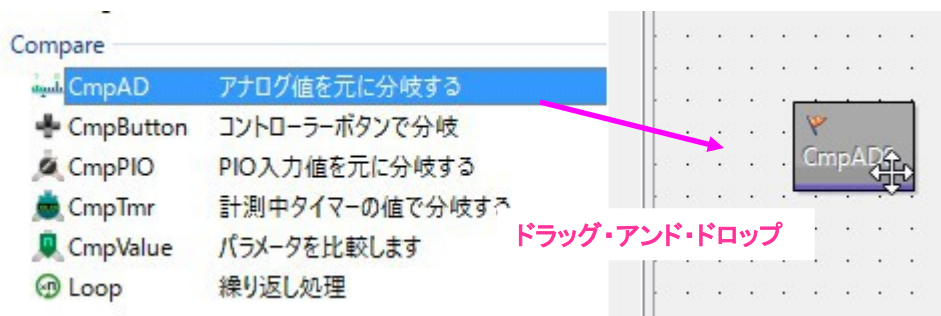 Compare
CmpAD アナログ値を元に分岐する
CmpButton コントローラーボタンで分岐
CmpPIO PIO入力値を元に分岐する
CmpTmr 計測中タイマーの値で分岐する
CmpValue パラメータを比較します
Loop 繰り返し処理
ドラッグ・アンド・ドロップ